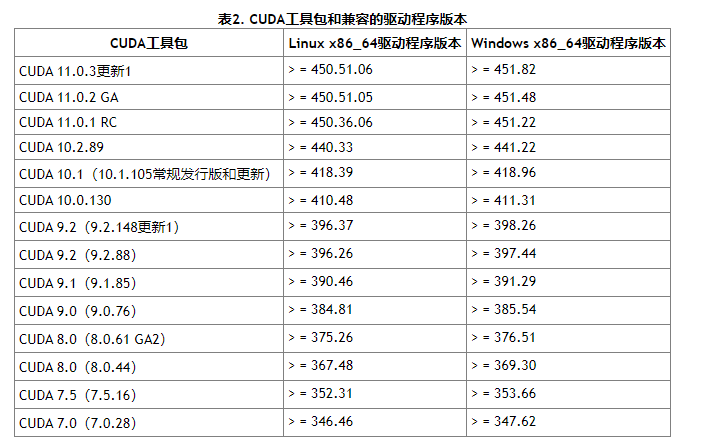 表2. CUDA工具包和兼容的驱动程序版本
CUDA工具包 Linux x86_64驱动程序版本 Windows x86_64驱动程序版本
CUDA 11.0.3更新1 > = 450.51.06 > = 451.82
CUDA 11.0.2 GA > = 450.51.05 > = 451.48
CUDA 11.0.1 RC > = 450.36.06 > = 451.22
CUDA 10.2.89 > = 440.33 > = 441.22
CUDA 10.1（10.1.105常规发行版和更新） > = 418.39 > = 418.96
CUDA 10.0.130 > = 410.48 > = 411.31
CUDA 9.2（9.2.148更新1） > = 396.37 > = 398.26
CUDA 9.2（9.2.88） > = 396.26 > = 397.44
CUDA 9.1（9.1.85） > = 390.46 > = 391.29
CUDA 9.0（9.0.76） > = 384.81 > = 385.54
CUDA 8.0（8.0.61 GA2） > = 375.26 > = 376.51
CUDA 8.0（8.0.44） > = 367.48 > = 369.30
CUDA 7.5（7.5.16） > = 352.31 > = 353.66
CUDA 7.0（7.0.28） > = 346.46 > = 347.62